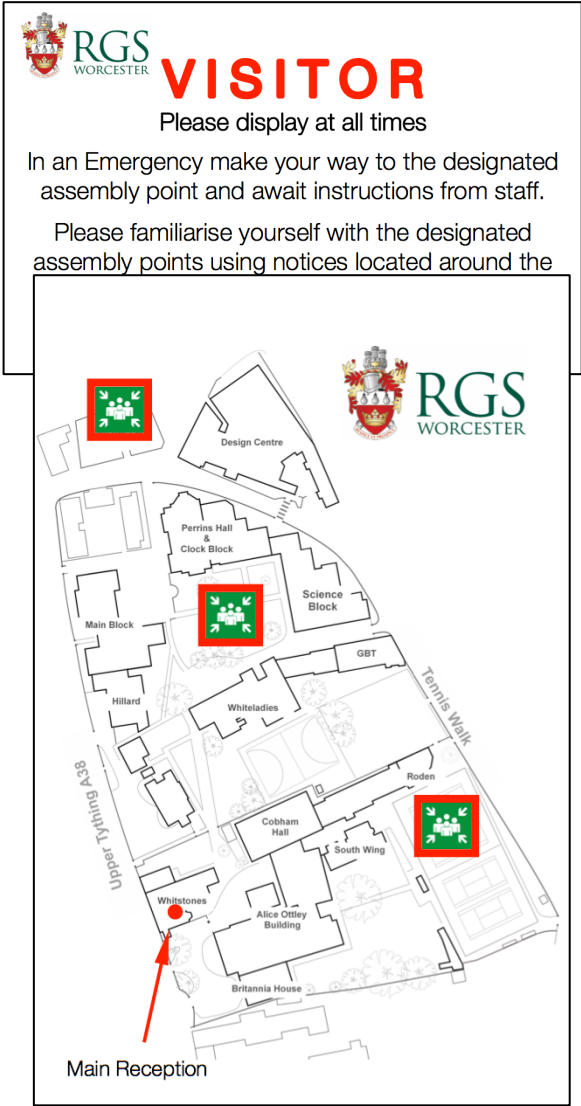 RGS
WORCESTER
VISITOR
Please display at all times
In an Emergency make your way to the designated
assembly point and await instructions from staff.
Please familiarise yourself with the designated
assembly points using notices located around the
RGS
WORCESTER
Design Centre
Perrins Hall
&
Clock Block
Science
Block
Main Block
GBT
Hillard
Whiteladies
Tennis Walk
Upper Tything A38
Roden
Cobham
Hall
South Wing
Whitstones
Alice Ottley
Building
Britannia House
Main Reception